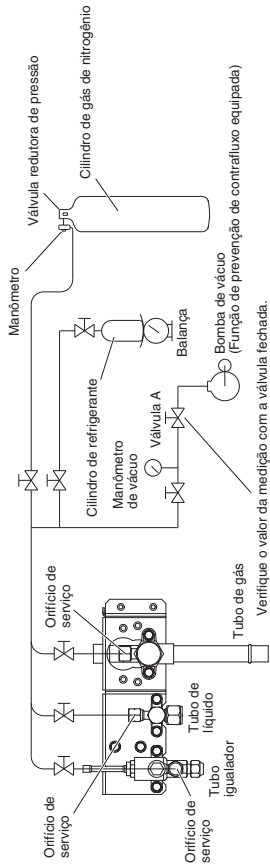 Manômetro
Válvula redutora de pressão
Cilindro de gás de nitrogênio
Cilindro de refrigerante
Balança
Manômetro
de vácuo
Válvula A
Bomba de vácuo
(Função de prevenção de contrafluxo equipada)
Verifique o valor da medição com a válvula fechada.
Orifício de
serviço
Tubo de gás
Orifício de
serviço
Tubo de
líquido
Tubo
igualador
Orifício de
serviço